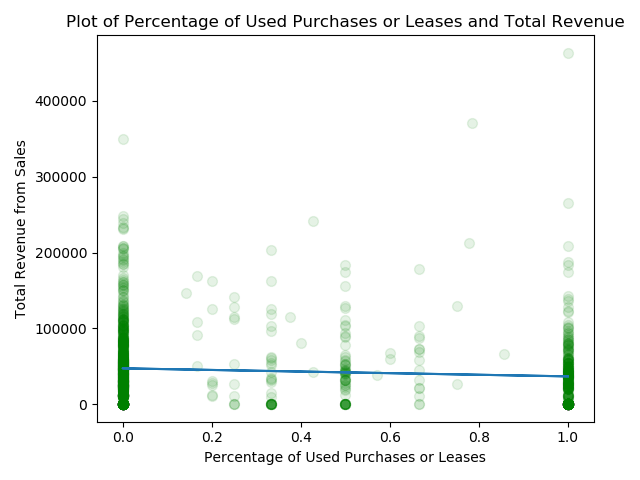 Plot of Percentage of Used Purchases or Leases and Total Revenue
Total Revenue from Sales
400000
300000
200000
100000
0
0.0 0.2 0.4 0.6 0.8 1.0
Percentage of Used Purchases or Leases